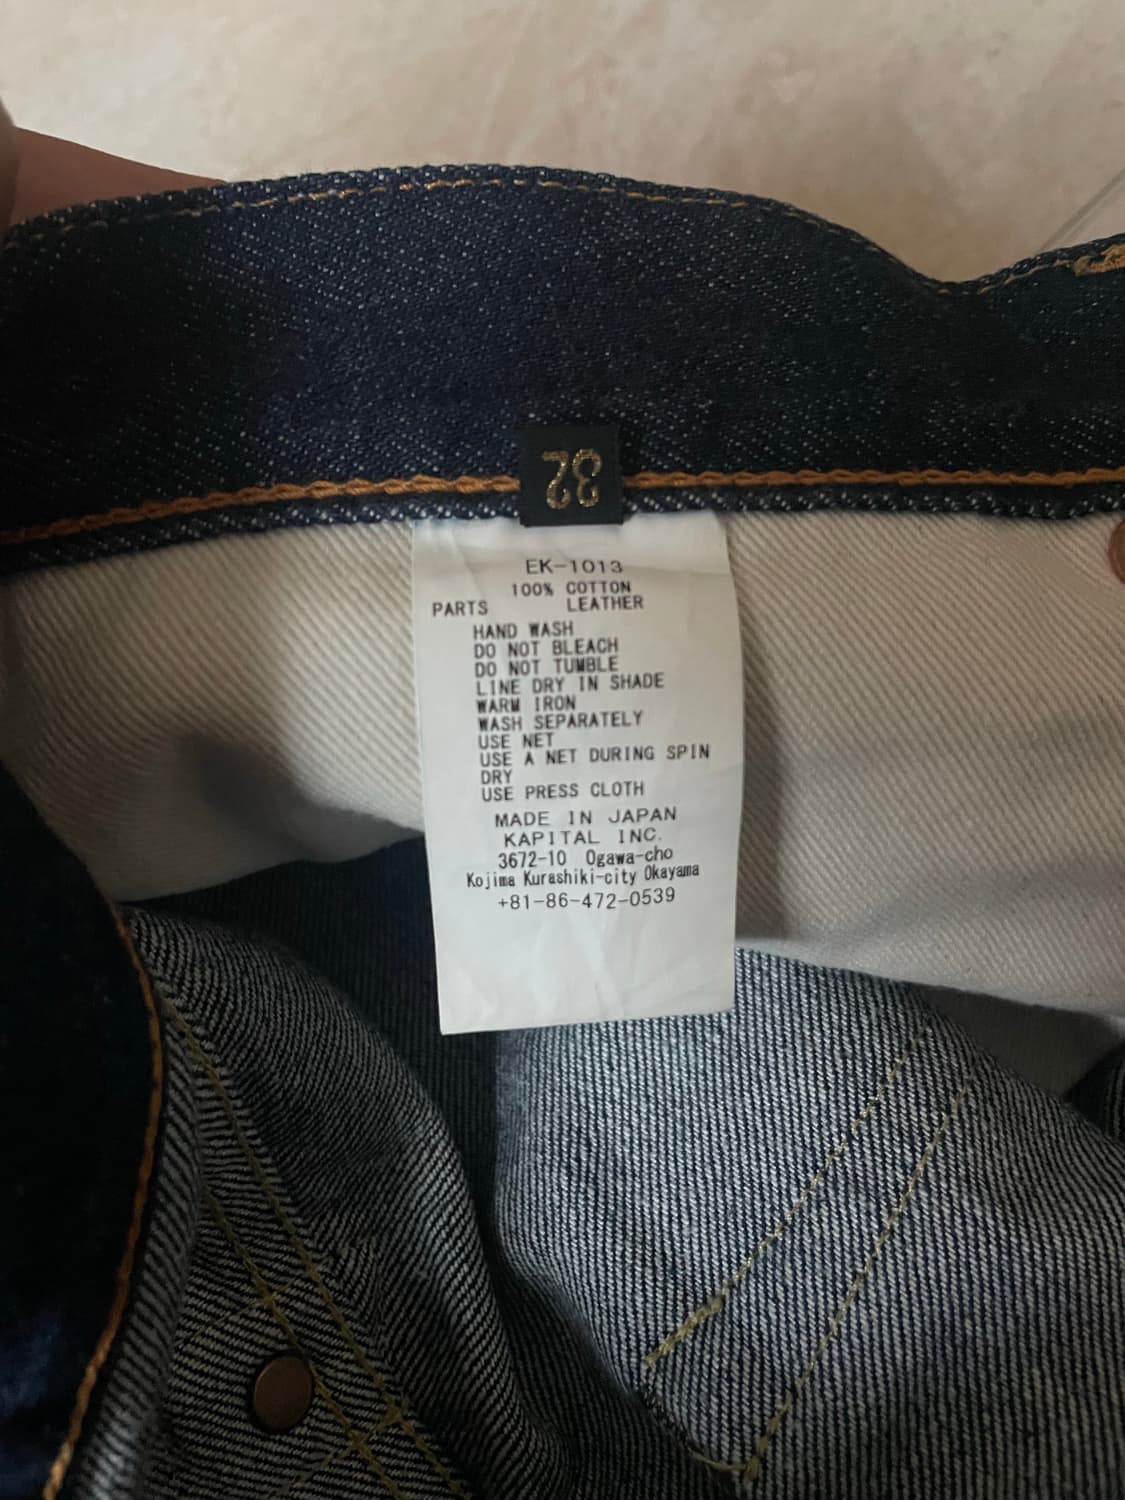 32
EK-1013
100% COTTON
PARTS LEATHER
HAND WASH
DO NOT BLEACH
DO NOT TUMBLE
LINE DRY IN SHADE
WARM IRON
WASH SEPARATELY
USE NET
USE A NET DURING SPIN
DRY
USE PRESS CLOTH
MADE IN JAPAN
KAPITAL INC.
3672-10 Ogawa-cho
Kojima Kurashiki-city Okayama
+81-86-472-0539